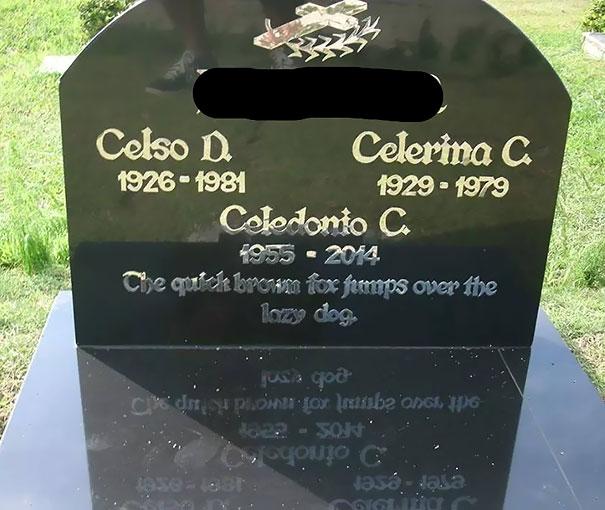 Celso D.
Celerina C.
1926 - 1981
1929 - 1979
Celedonio C.
1955 - 2014
The quick brown fox jumps over the
lazy dog.